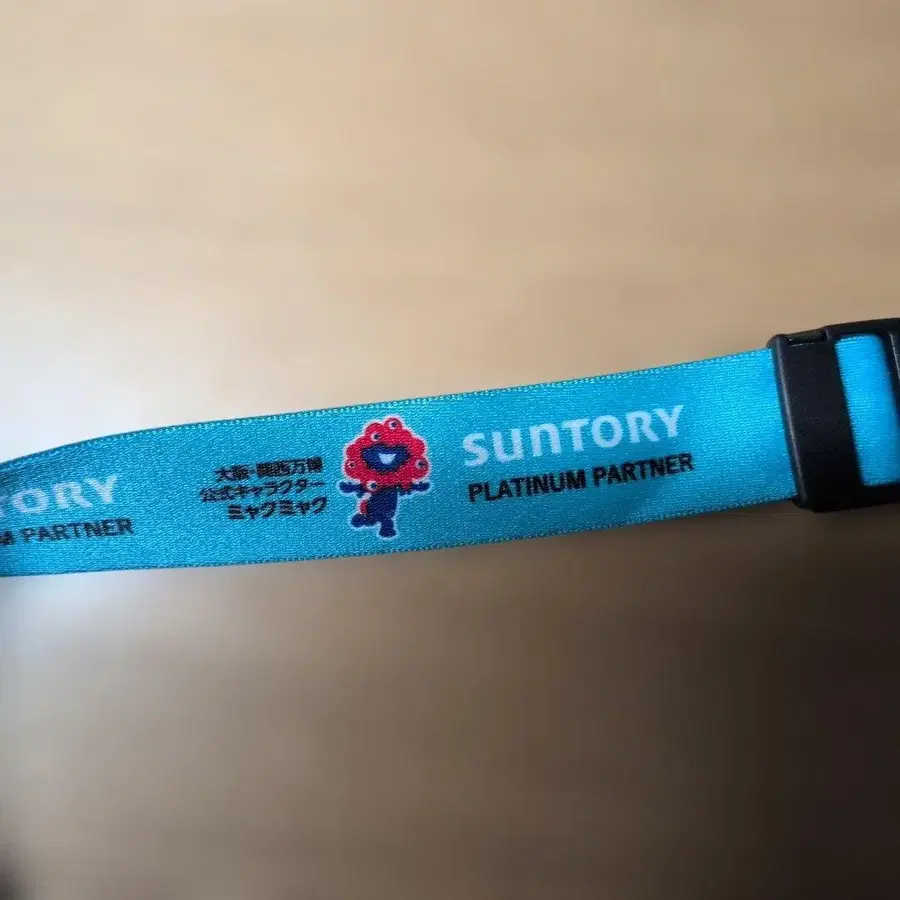 TORY
M PARTNER
大阪・関西万博
公式キャラクター
ミャクミャク
SUNTORY
PLATINUM PARTNER